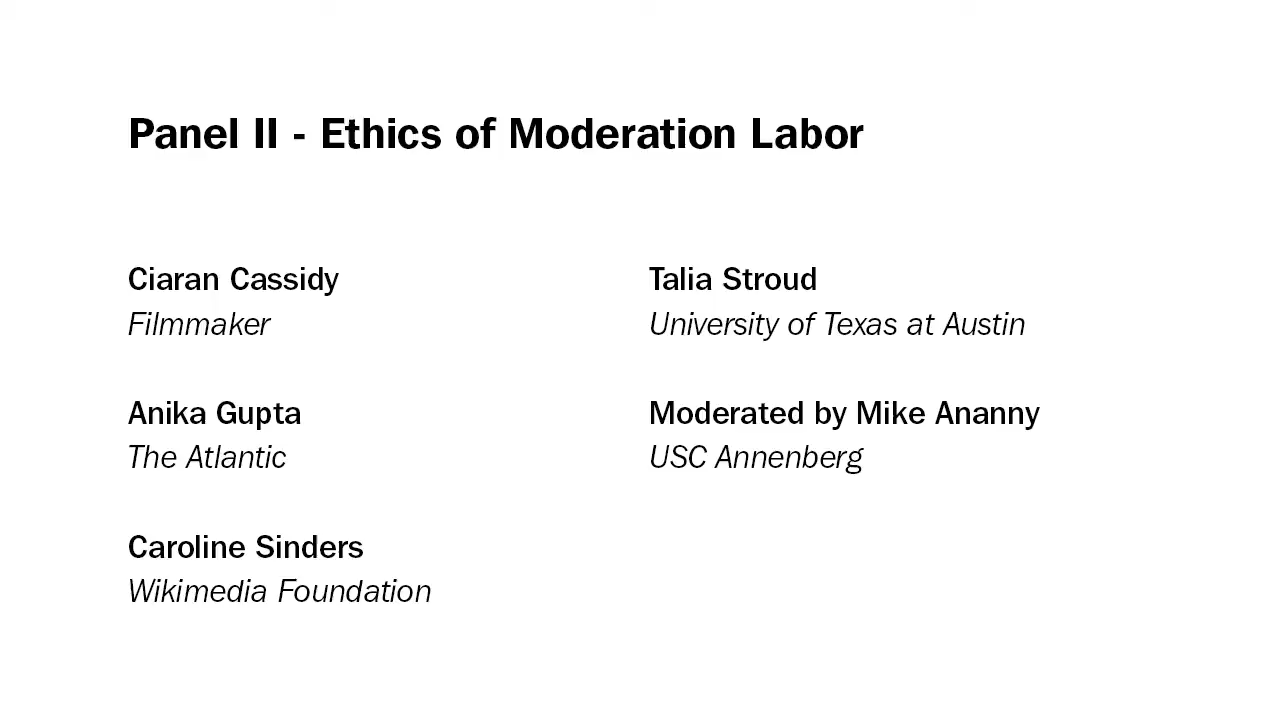 Panel II - Ethics of Moderation Labor
Ciaran Cassidy
Filmmaker
Anika Gupta
The Atlantic
Caroline Sinders
Wikimedia Foundation
Talia Stroud
University of Texas at Austin
Moderated by Mike Ananny
USC Annenberg